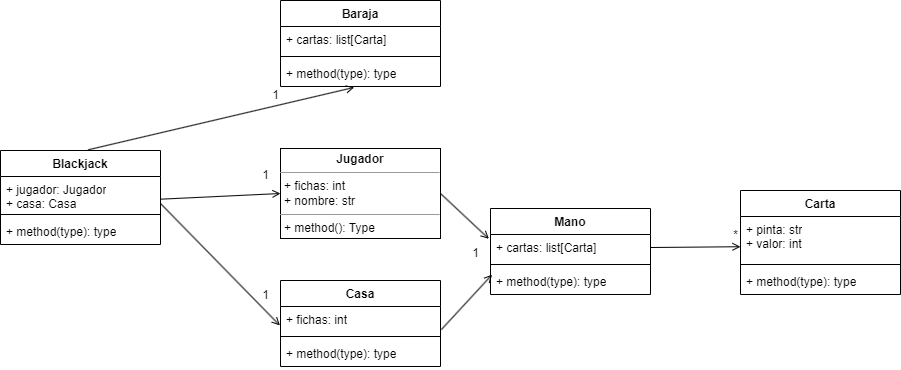 Baraja
+ cartas: list[Carta]
+ method(type): type
1
Blackjack
+ jugador: Jugador
+ casa: Casa
+ method(type): type
1
Jugador
+ fichas: int
+ nombre: str
+ method(): Type
1
Casa
+ fichas: int
+ method(type): type
Mano
+ cartas: list[Carta]
+ method(type): type
1
*
Carta
+ pinta: str
+ valor: int
+ method(type): type